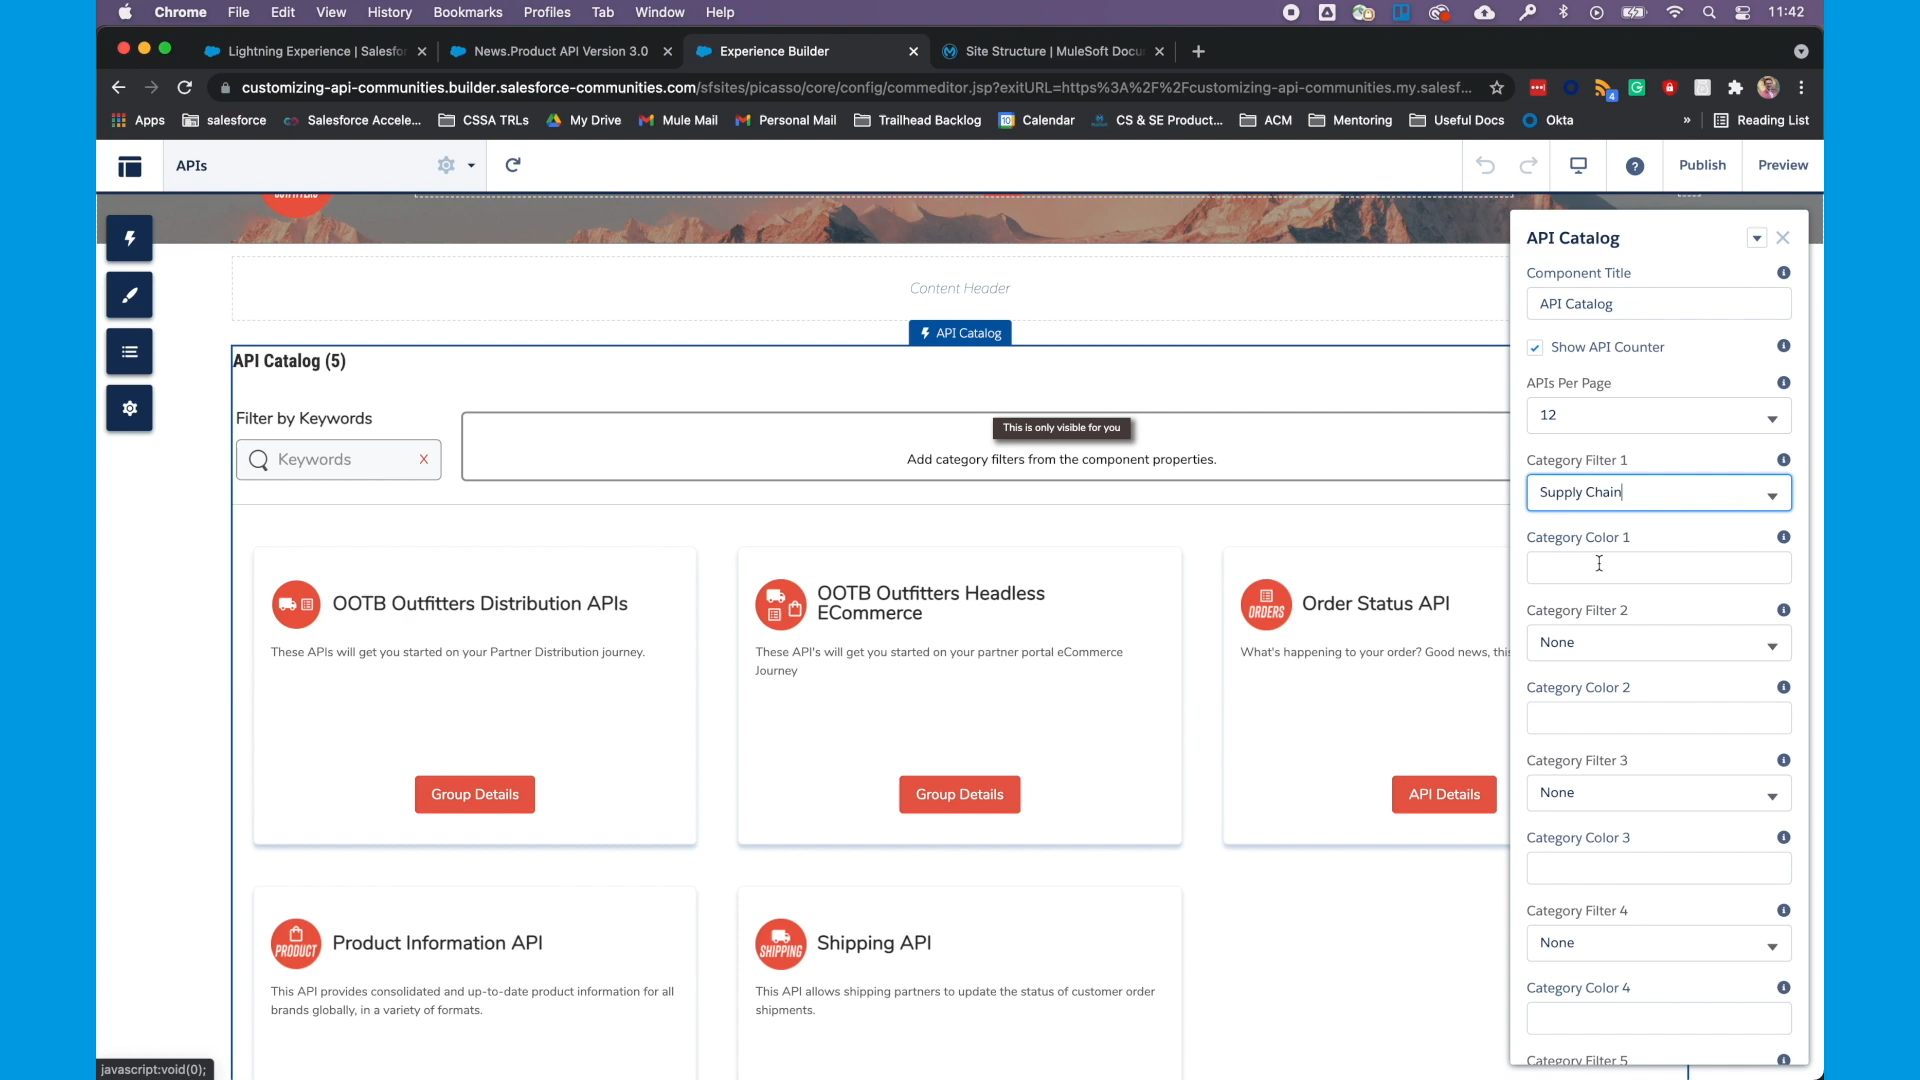 Chrome File Edit View History Bookmarks Profiles Tab Window Help 11:42
Lightning Experience | Salesfor News.Product API Version 3.0 Experience Builder Site Structure | MuleSoft Docu
customizing-api-communities.builder.salesforce-communities.com/sfsites/picasso/core/config/commeditor.jsp?exitURL=https%3A%2F%2Fcustomizing-api-communities.my.salesf... 4
Apps salesforce Salesforce Accele... CSSA TRLs My Drive Mule Mail Personal Mail Trailhead Backlog 10 Calendar CS & SE Product... ACM Mentoring Useful Docs Okta » Reading List
APIs ? Publish Preview
Content Header
API Catalog
API Catalog (5)
Filter by Keywords
Keywords X
This is only visible for you
Add category filters from the component properties.
OOTB Outfitters Distribution APIs
These APIs will get you started on your Partner Distribution journey.
Group Details
OOTB Outfitters Headless
ECommerce
These API's will get you started on your partner portal eCommerce
Journey
Group Details
ORDERS
Order Status API
What's happening to your order? Good news, this
API Details
PRODUCT
Product Information API
This API provides consolidated and up-to-date product information for all
brands globally, in a variety of formats.
SHIPPING
Shipping API
This API allows shipping partners to update the status of customer order
shipments.
API Catalog
Component Title
API Catalog
Show API Counter
APIs Per Page
12
Category Filter 1
Supply Chain
Category Color 1
Category Filter 2
None
Category Color 2
Category Filter 3
None
Category Color 3
Category Filter 4
None
Category Color 4
Category Filter 5
javascript:void(0);